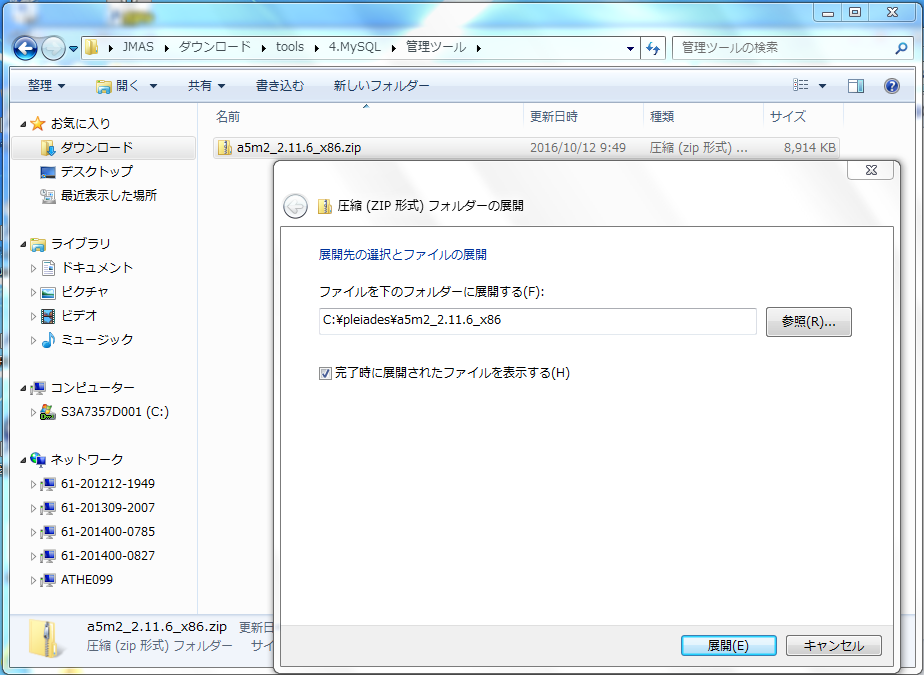 JMAS ▸ ダウンロード ▸ tools ▸ 4.MySQL ▸ 管理ツール ▸
管理ツールの検索
整理 開く 共有 書き込む 新しいフォルダー
名前 更新日時 種類 サイズ
a5m2_2.11.6_x86.zip 2016/10/12 9:49 圧縮 (zip 形式) ... 8,914 KB
お気に入り
ダウンロード
デスクトップ
最近表示した場所
ライブラリ
ドキュメント
ピクチャ
ビデオ
ミュージック
コンピューター
S3A7357D001 (C:)
ネットワーク
61-201212-1949
61-201309-2007
61-201400-0785
61-201400-0827
ATHE099
圧縮 (ZIP 形式) フォルダーの展開
展開先の選択とファイルの展開
ファイルを下のフォルダーに展開する(F):
C:¥pleiades¥a5m2_2.11.6_x86
参照(R)...
完了時に展開されたファイルを表示する(H)
展開(E) キャンセル
a5m2_2.11.6_x86.zip 更新日
圧縮 (zip 形式) フォルダー サイ